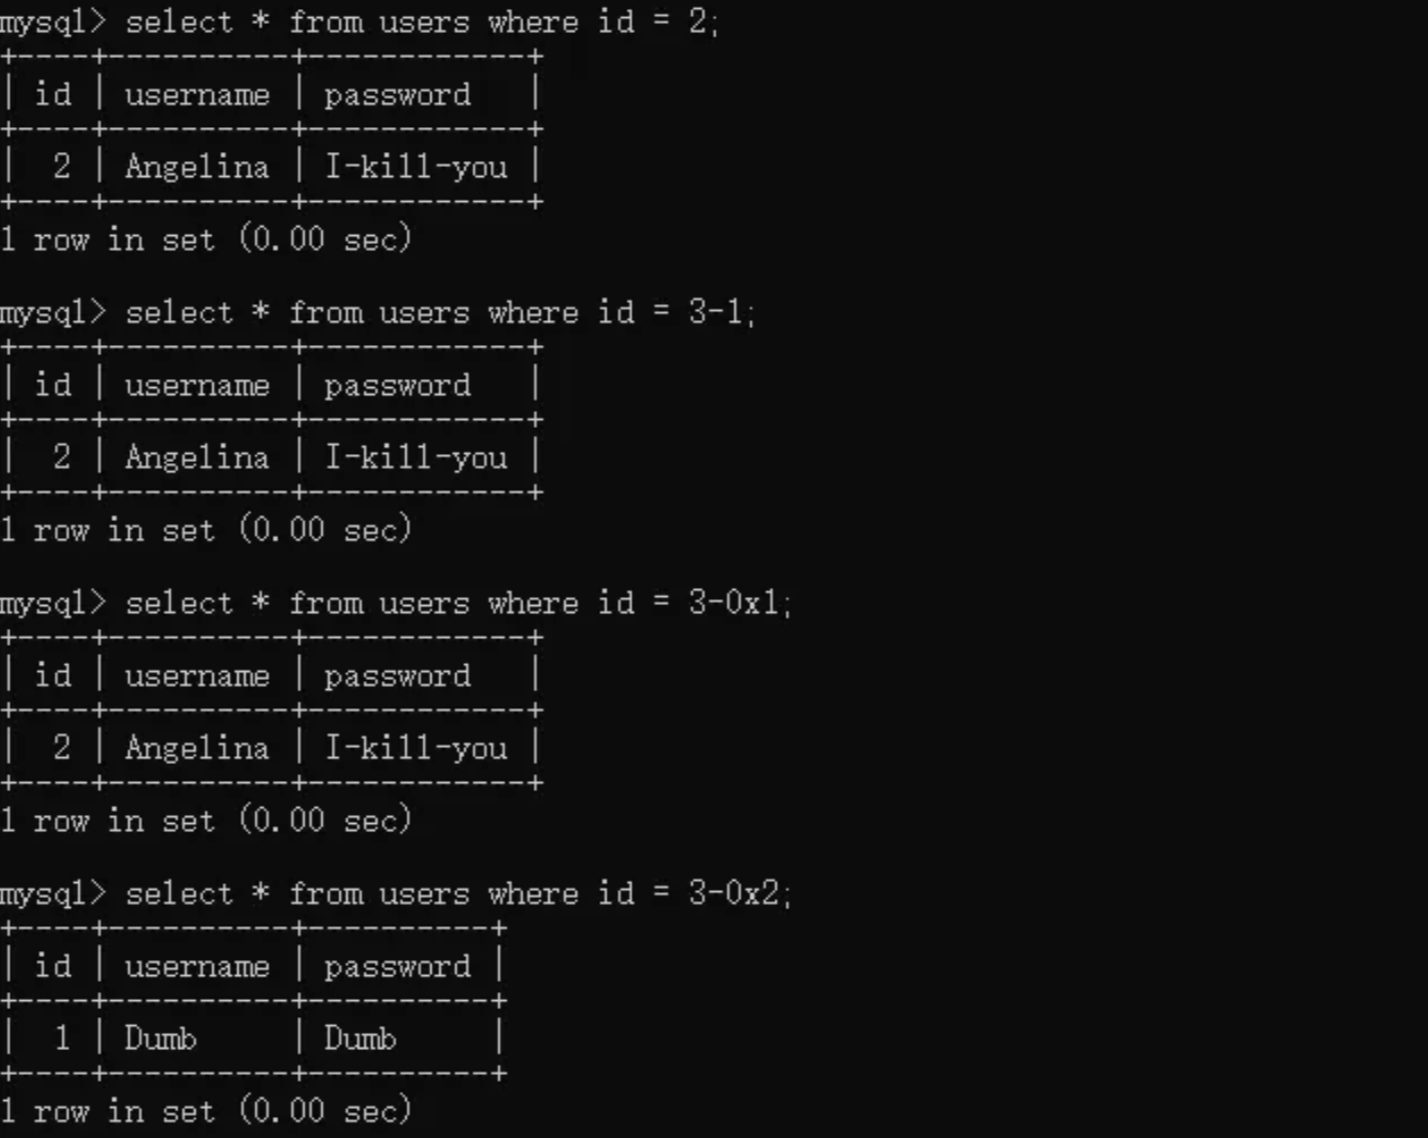 mysql> select * from users where id = 2;
+----+----------+------------+
| id | username | password   |
+----+----------+------------+
|  2 | Angelina | I-kill-you |
+----+----------+------------+
1 row in set (0.00 sec)
mysql> select * from users where id = 3-1;
+----+----------+------------+
| id | username | password   |
+----+----------+------------+
|  2 | Angelina | I-kill-you |
+----+----------+------------+
1 row in set (0.00 sec)
mysql> select * from users where id = 3-0x1;
+----+----------+------------+
| id | username | password   |
+----+----------+------------+
|  2 | Angelina | I-kill-you |
+----+----------+------------+
1 row in set (0.00 sec)
mysql> select * from users where id = 3-0x2;
+----+----------+----------+
| id | username | password |
+----+----------+----------+
|  1 | Dumb     | Dumb     |
+----+----------+----------+
1 row in set (0.00 sec)